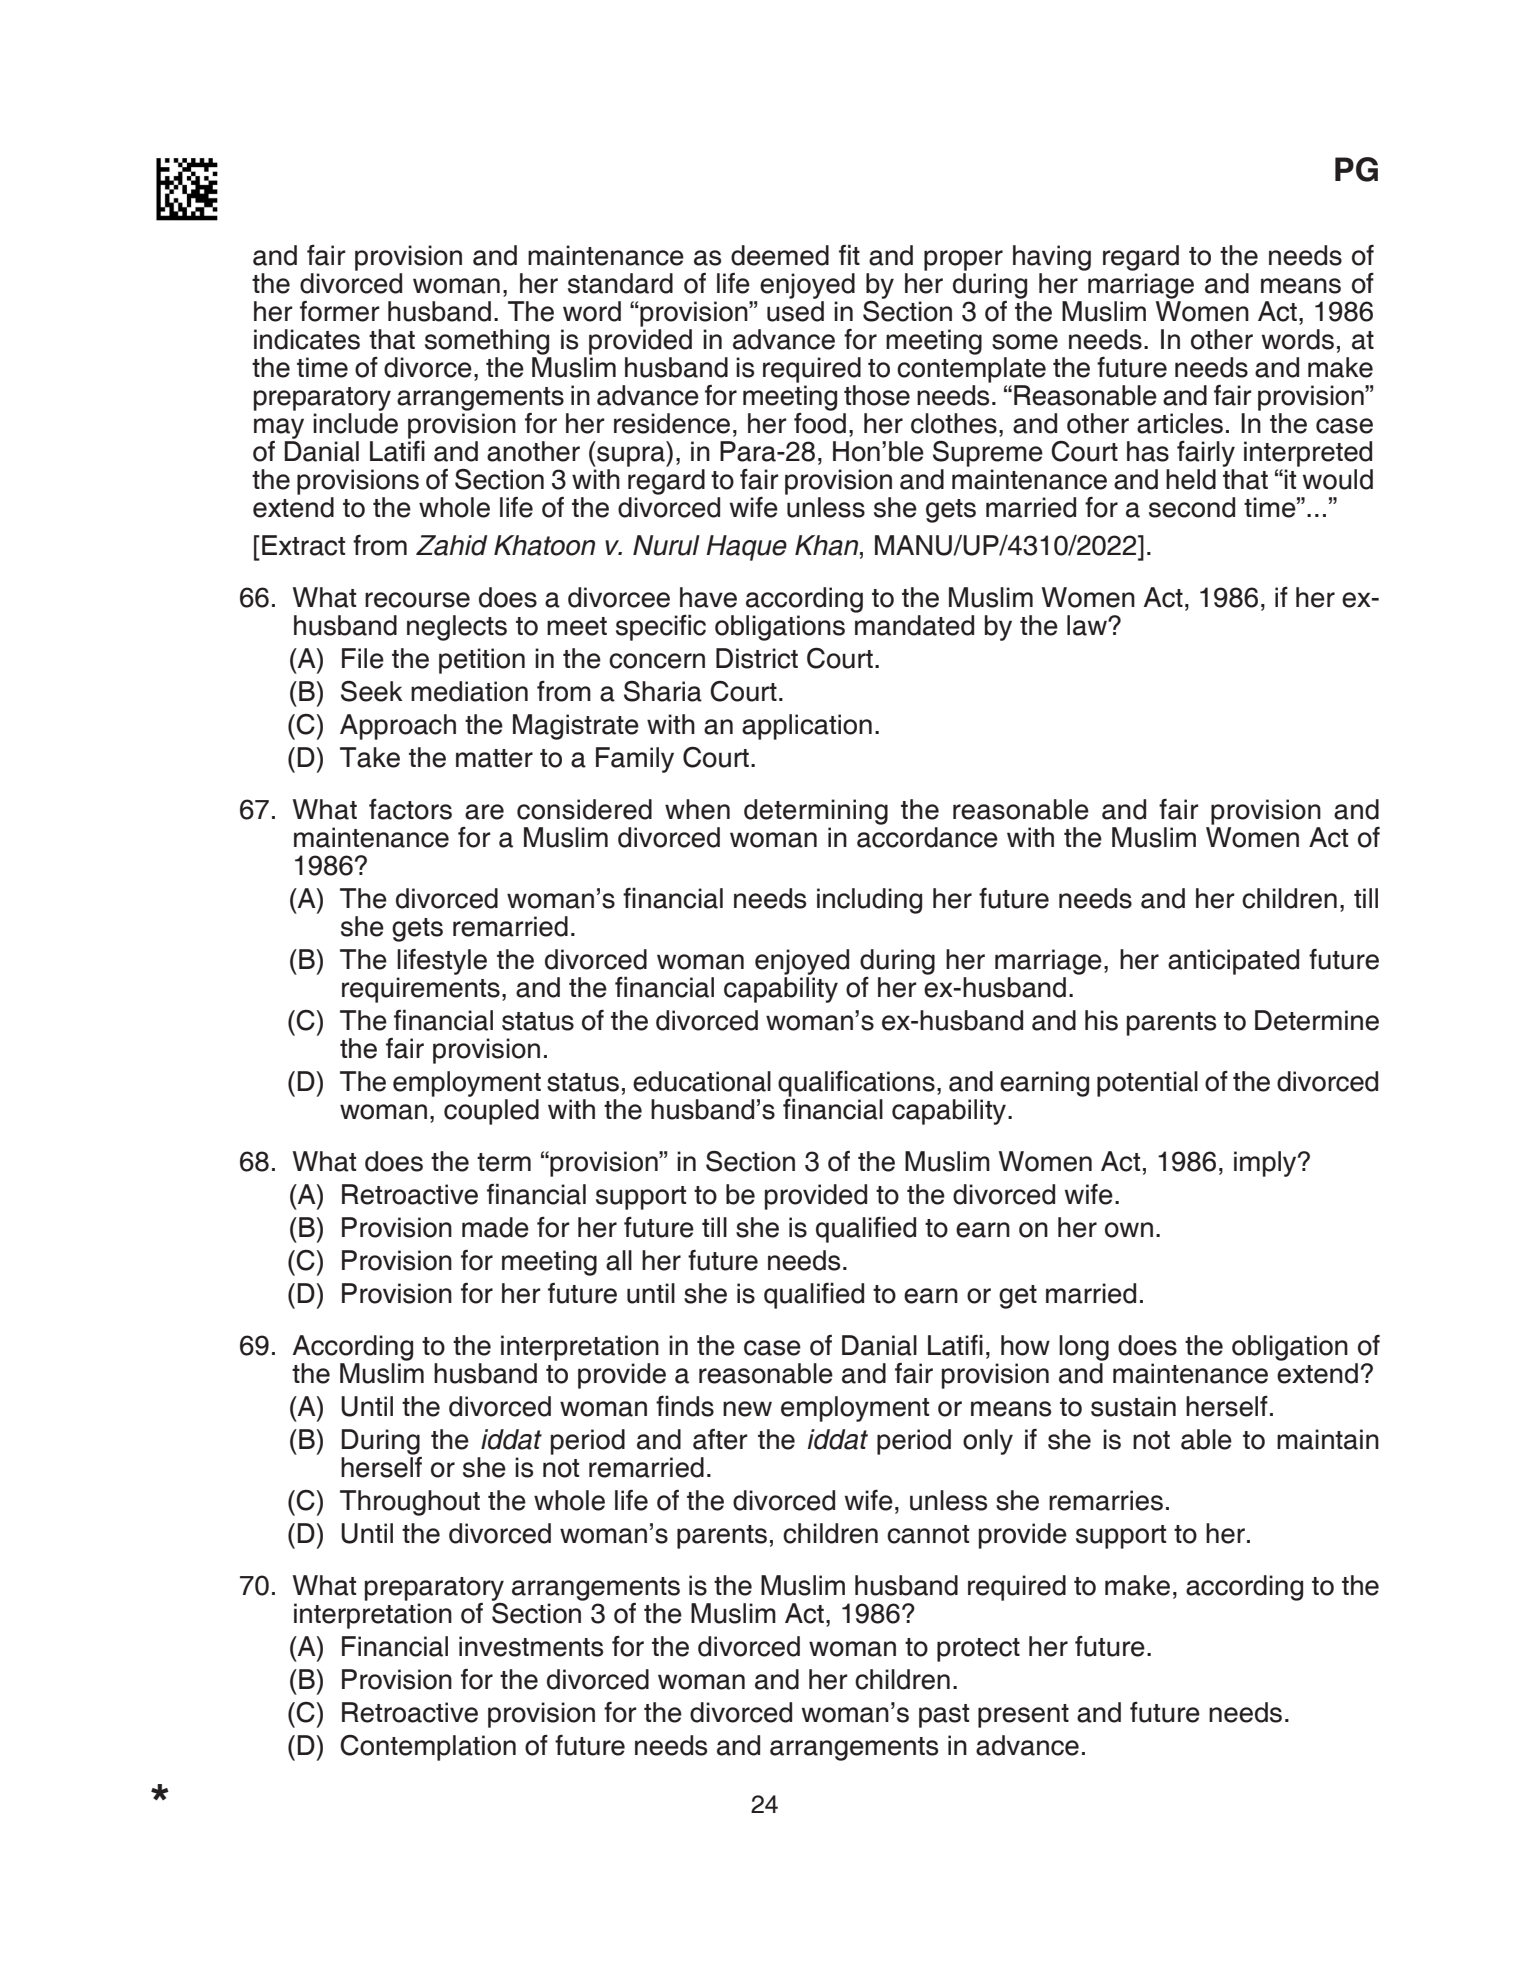 PG
and fair provision and maintenance as deemed fit and proper having regard to the needs of
the divorced woman, her standard of life enjoyed by her during her marriage and means of
her former husband. The word “provision” used in Section 3 of the Muslim Women Act, 1986
indicates that something is provided in advance for meeting some needs. In other words, at
the time of divorce, the Muslim husband is required to contemplate the future needs and make
preparatory arrangements in advance for meeting those needs. “Reasonable and fair provision”
may include provision for her residence, her food, her clothes, and other articles. In the case
of Danial Latifi and another (supra), in Para-28, Hon’ble Supreme Court has fairly interpreted
the provisions of Section 3 with regard to fair provision and maintenance and held that “it would
extend to the whole life of the divorced wife unless she gets married for a second time”...”
[Extract from Zahid Khatoon v. Nurul Haque Khan, MANU/UP/4310/2022].
66. What recourse does a divorcee have according to the Muslim Women Act, 1986, if her ex-
husband neglects to meet specific obligations mandated by the law?
(A) File the petition in the concern District Court.
(B) Seek mediation from a Sharia Court.
(C) Approach the Magistrate with an application.
(D) Take the matter to a Family Court.
67. What factors are considered when determining the reasonable and fair provision and
maintenance for a Muslim divorced woman in accordance with the Muslim Women Act of
1986?
(A) The divorced woman’s financial needs including her future needs and her children, till
she gets remarried.
(B) The lifestyle the divorced woman enjoyed during her marriage, her anticipated future
requirements, and the financial capability of her ex-husband.
(C) The financial status of the divorced woman’s ex-husband and his parents to Determine
the fair provision.
(D) The employment status, educational qualifications, and earning potential of the divorced
woman, coupled with the husband’s financial capability.
68. What does the term “provision” in Section 3 of the Muslim Women Act, 1986, imply?
(A) Retroactive financial support to be provided to the divorced wife.
(B) Provision made for her future till she is qualified to earn on her own.
(C) Provision for meeting all her future needs.
(D) Provision for her future until she is qualified to earn or get married.
69. According to the interpretation in the case of Danial Latifi, how long does the obligation of
the Muslim husband to provide a reasonable and fair provision and maintenance extend?
(A) Until the divorced woman finds new employment or means to sustain herself.
(B) During the iddat period and after the iddat period only if she is not able to maintain
herself or she is not remarried.
(C) Throughout the whole life of the divorced wife, unless she remarries.
(D) Until the divorced woman’s parents, children cannot provide support to her.
70. What preparatory arrangements is the Muslim husband required to make, according to the
interpretation of Section 3 of the Muslim Act, 1986?
(A) Financial investments for the divorced woman to protect her future.
(B) Provision for the divorced woman and her children.
(C) Retroactive provision for the divorced woman’s past present and future needs.
(D) Contemplation of future needs and arrangements in advance.
*
24